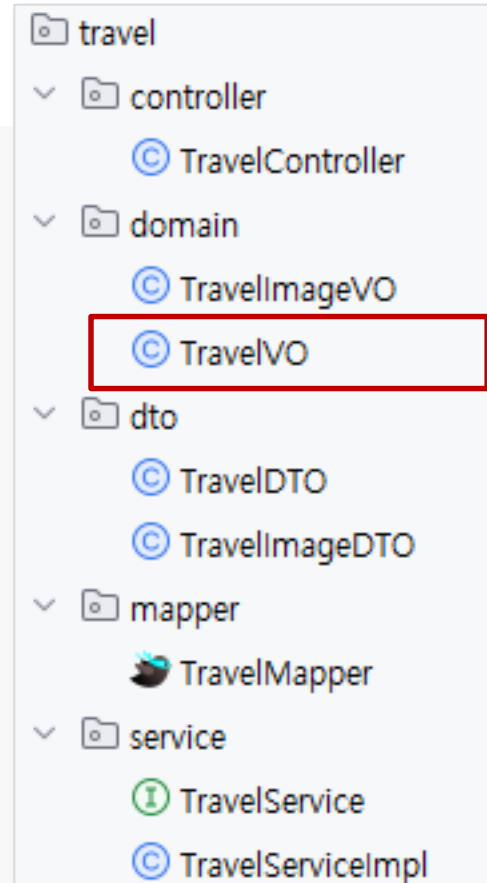 travel
controller
TravelController
domain
TravelImageVO
TravelVO
dto
TravelDTO
TravelImageDTO
mapper
TravelMapper
service
TravelService
TravelServiceImpl